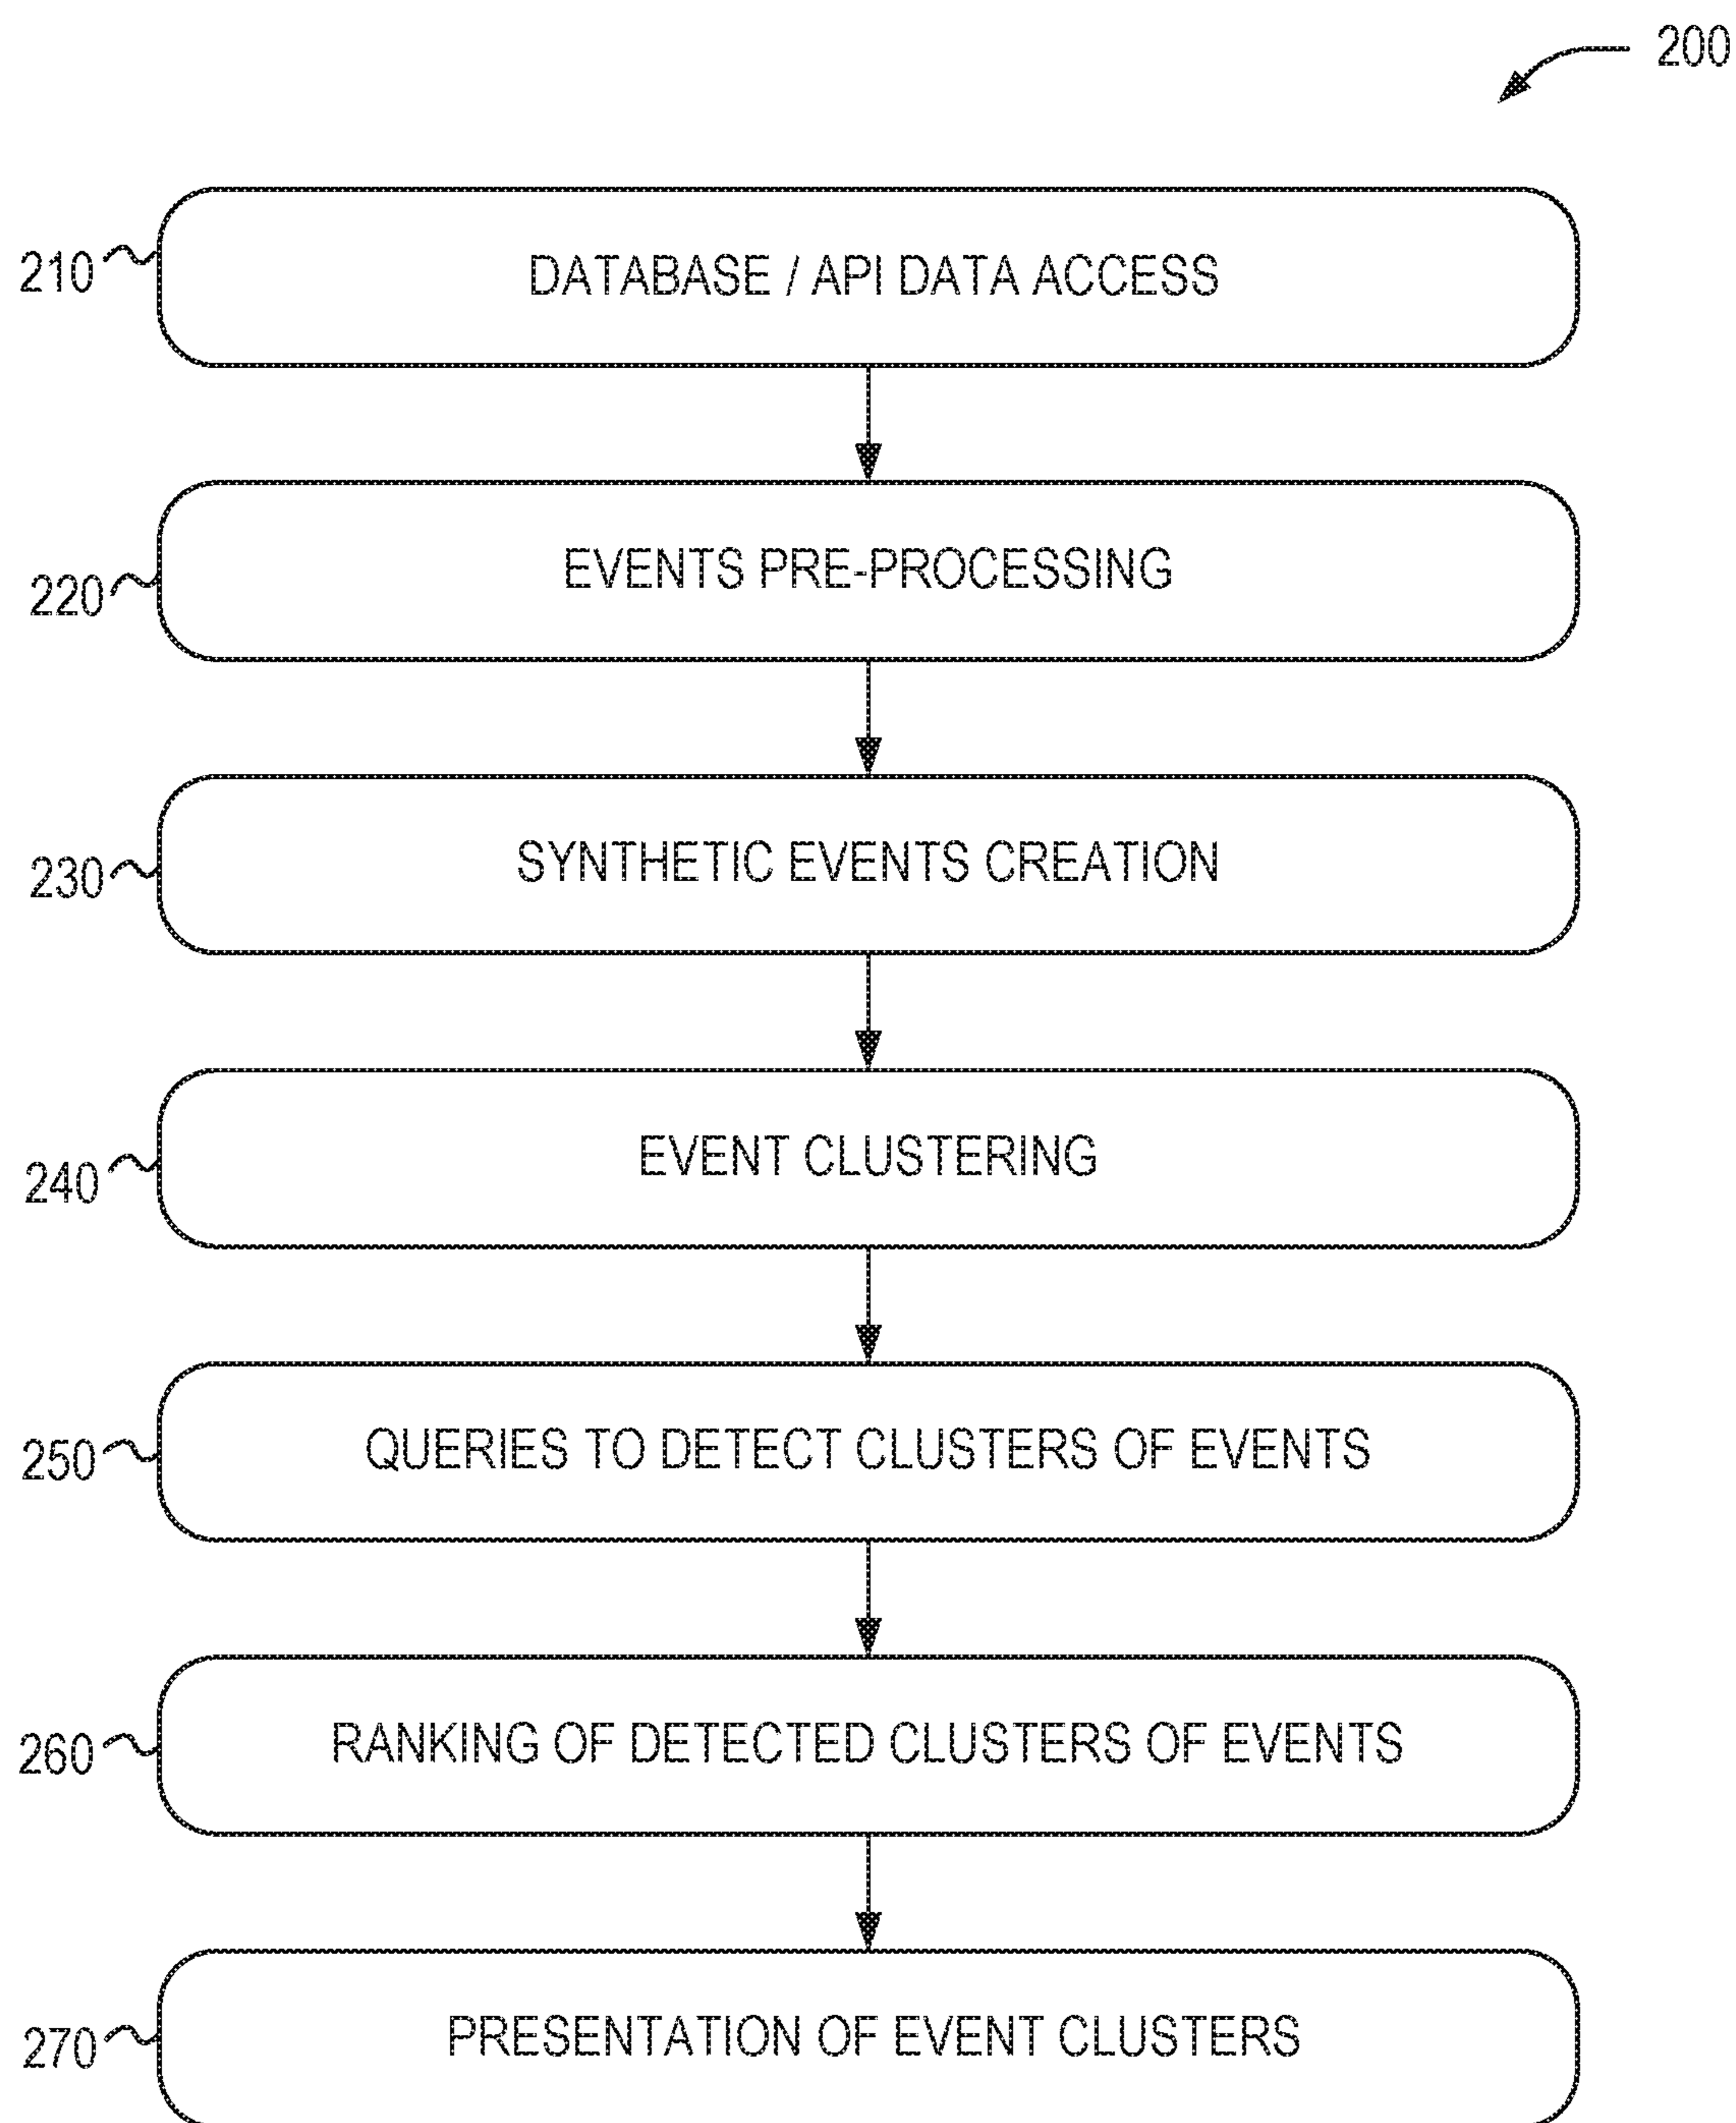 200
210
DATABASE / API DATA ACCESS
220
EVENTS PRE-PROCESSING
230
SYNTHETIC EVENTS CREATION
240
EVENT CLUSTERING
250
QUERIES TO DETECT CLUSTERS OF EVENTS
260
RANKING OF DETECTED CLUSTERS OF EVENTS
270
PRESENTATION OF EVENT CLUSTERS